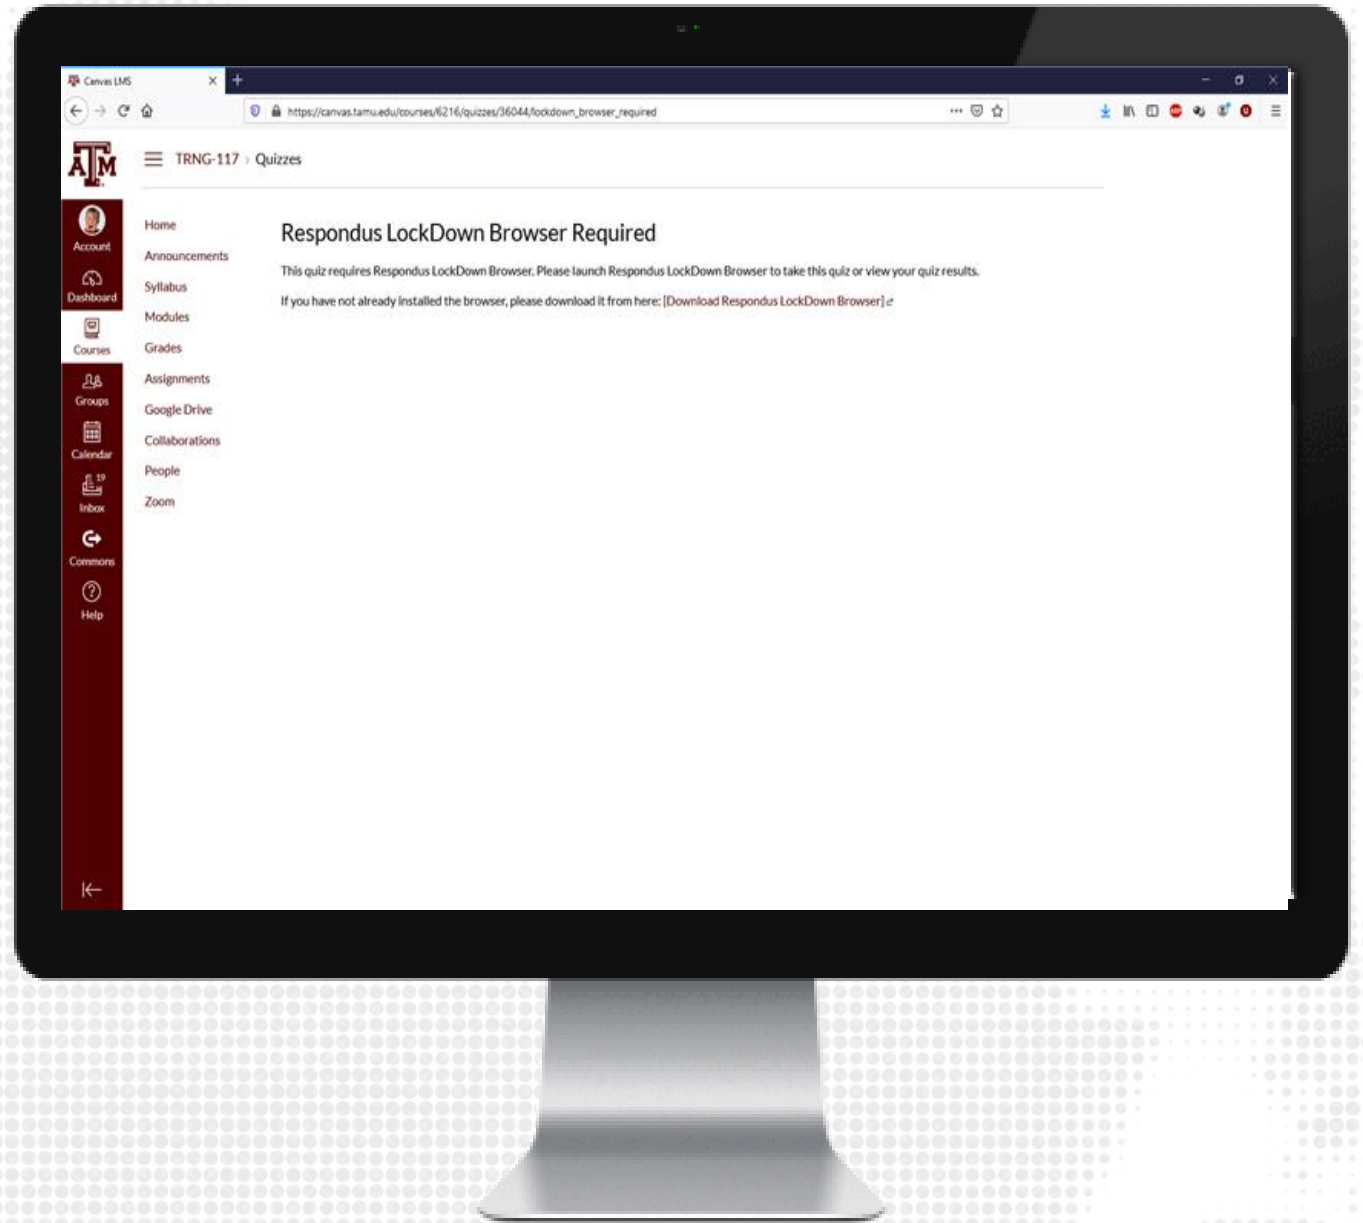 Canvas LMS
https://canvas.tamu.edu/courses/6216/quizzes/36044/lockdown_browser_required
ĀM
TRNG-117 › Quizzes
Account
Dashboard
Courses
Groups
Calendar
19
Inbox
Commons
Help
Home
Announcements
Syllabus
Modules
Grades
Assignments
Google Drive
Collaborations
People
Zoom
Respondus LockDown Browser Required
This quiz requires Respondus LockDown Browser. Please launch Respondus LockDown Browser to take this quiz or view your quiz results.
If you have not already installed the browser, please download it from here: [Download Respondus LockDown Browser]